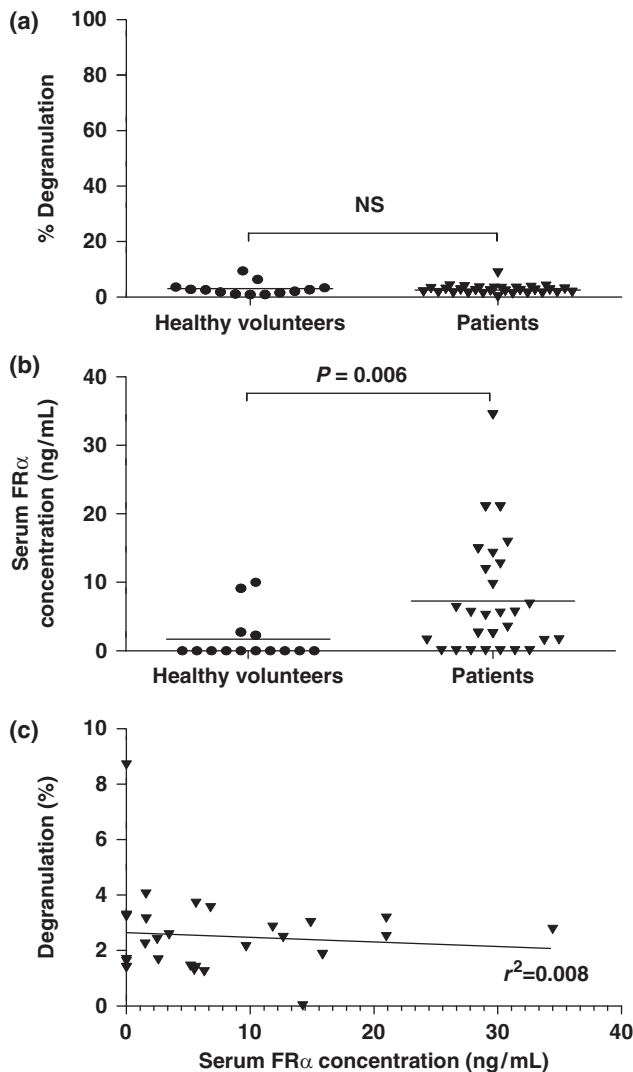 (a)
100
80
60
40
20
0
% Degranulation
NS
Healthy volunteers
Patients
(b)
40
30
20
10
0
Serum FRα
concentration (ng/mL)
P = 0.006
Healthy volunteers
Patients
(c)
10
8
6
4
2
0
Degranulation (%)
r²=0.008
0 10 20 30 40
Serum FRα concentration (ng/mL)